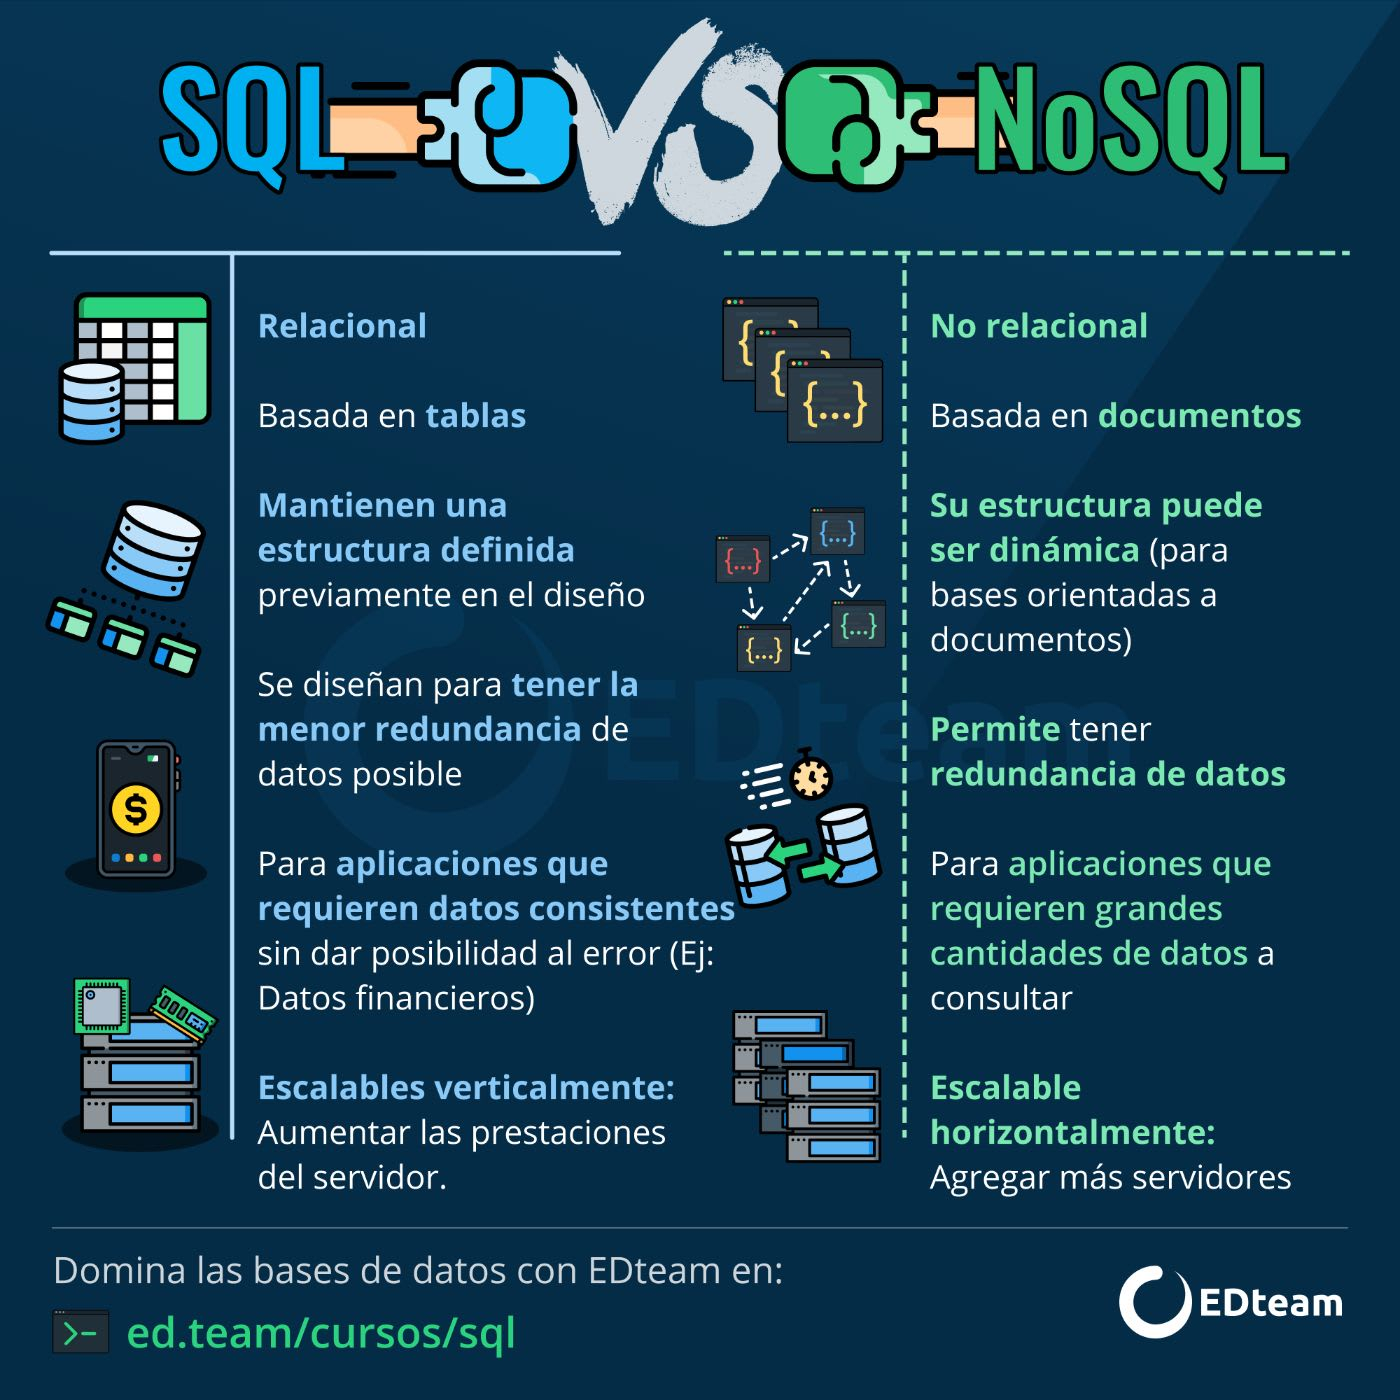 SQL VS NoSQL
Relacional
Basada en tablas
Mantienen una
estructura definida
previamente en el diseño
Se diseñan para tener la
menor redundancia de
datos posible
Para aplicaciones que
requieren datos consistentes
sin dar posibilidad al error (Ej:
Datos financieros)
Escalables verticalmente:
Aumentar las prestaciones
del servidor.
No relacional
Basada en documentos
Su estructura puede
ser dinámica (para
bases orientadas a
documentos)
Permite tener
redundancia de datos
Para aplicaciones que
requieren grandes
cantidades de datos a
consultar
Escalable
horizontalmente:
Agregar más servidores
EDteam
Domina las bases de datos con EDteam en:
ed.team/cursos/sql
EDteam